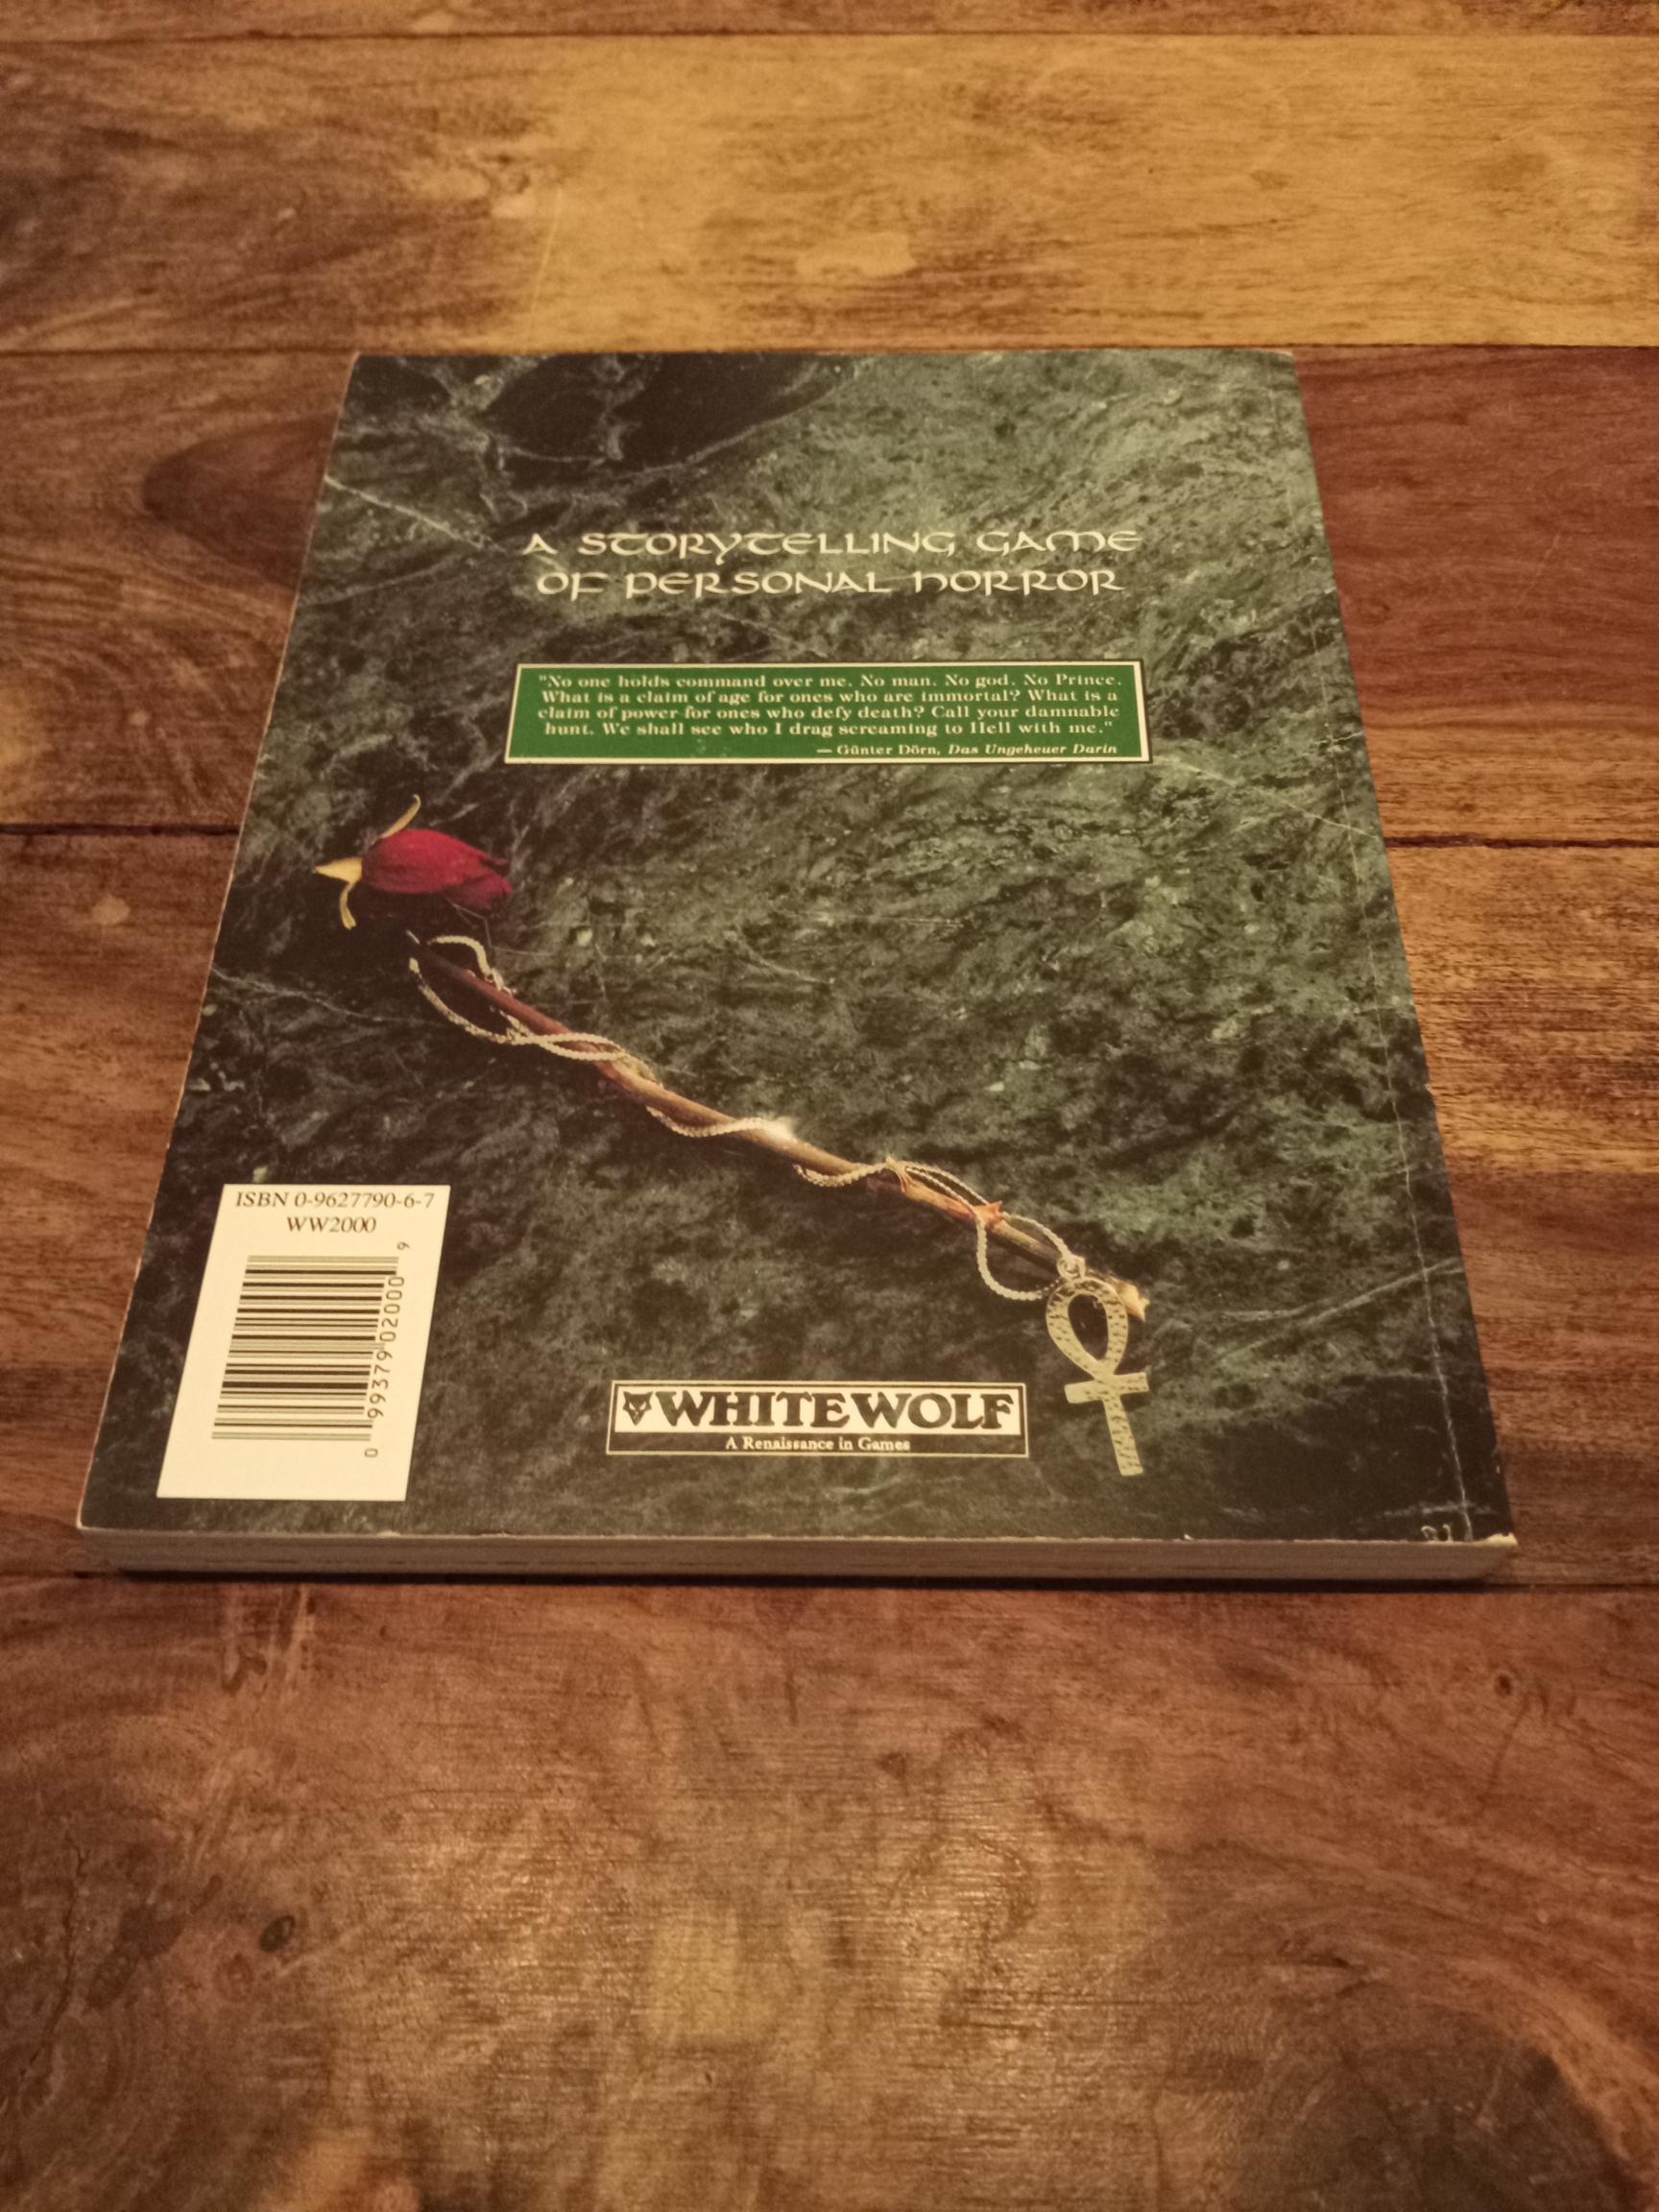 A STORYTELLING GAME
OF PERSONAL HORROR
"No one holds command over me. No man. No god. No Prince.
What is a claim of age for ones who are immortal? What is a
claim of power for ones who defy death? Call your damnable
hunt. We shall see who I drag screaming to Hell with me."
— Günter Dörn, Das Ungeheuer Darin
ISBN 0-9627790-6-7
WW2000
0 99379 02000 9
WHITE WOLF
A Renaissance in Games